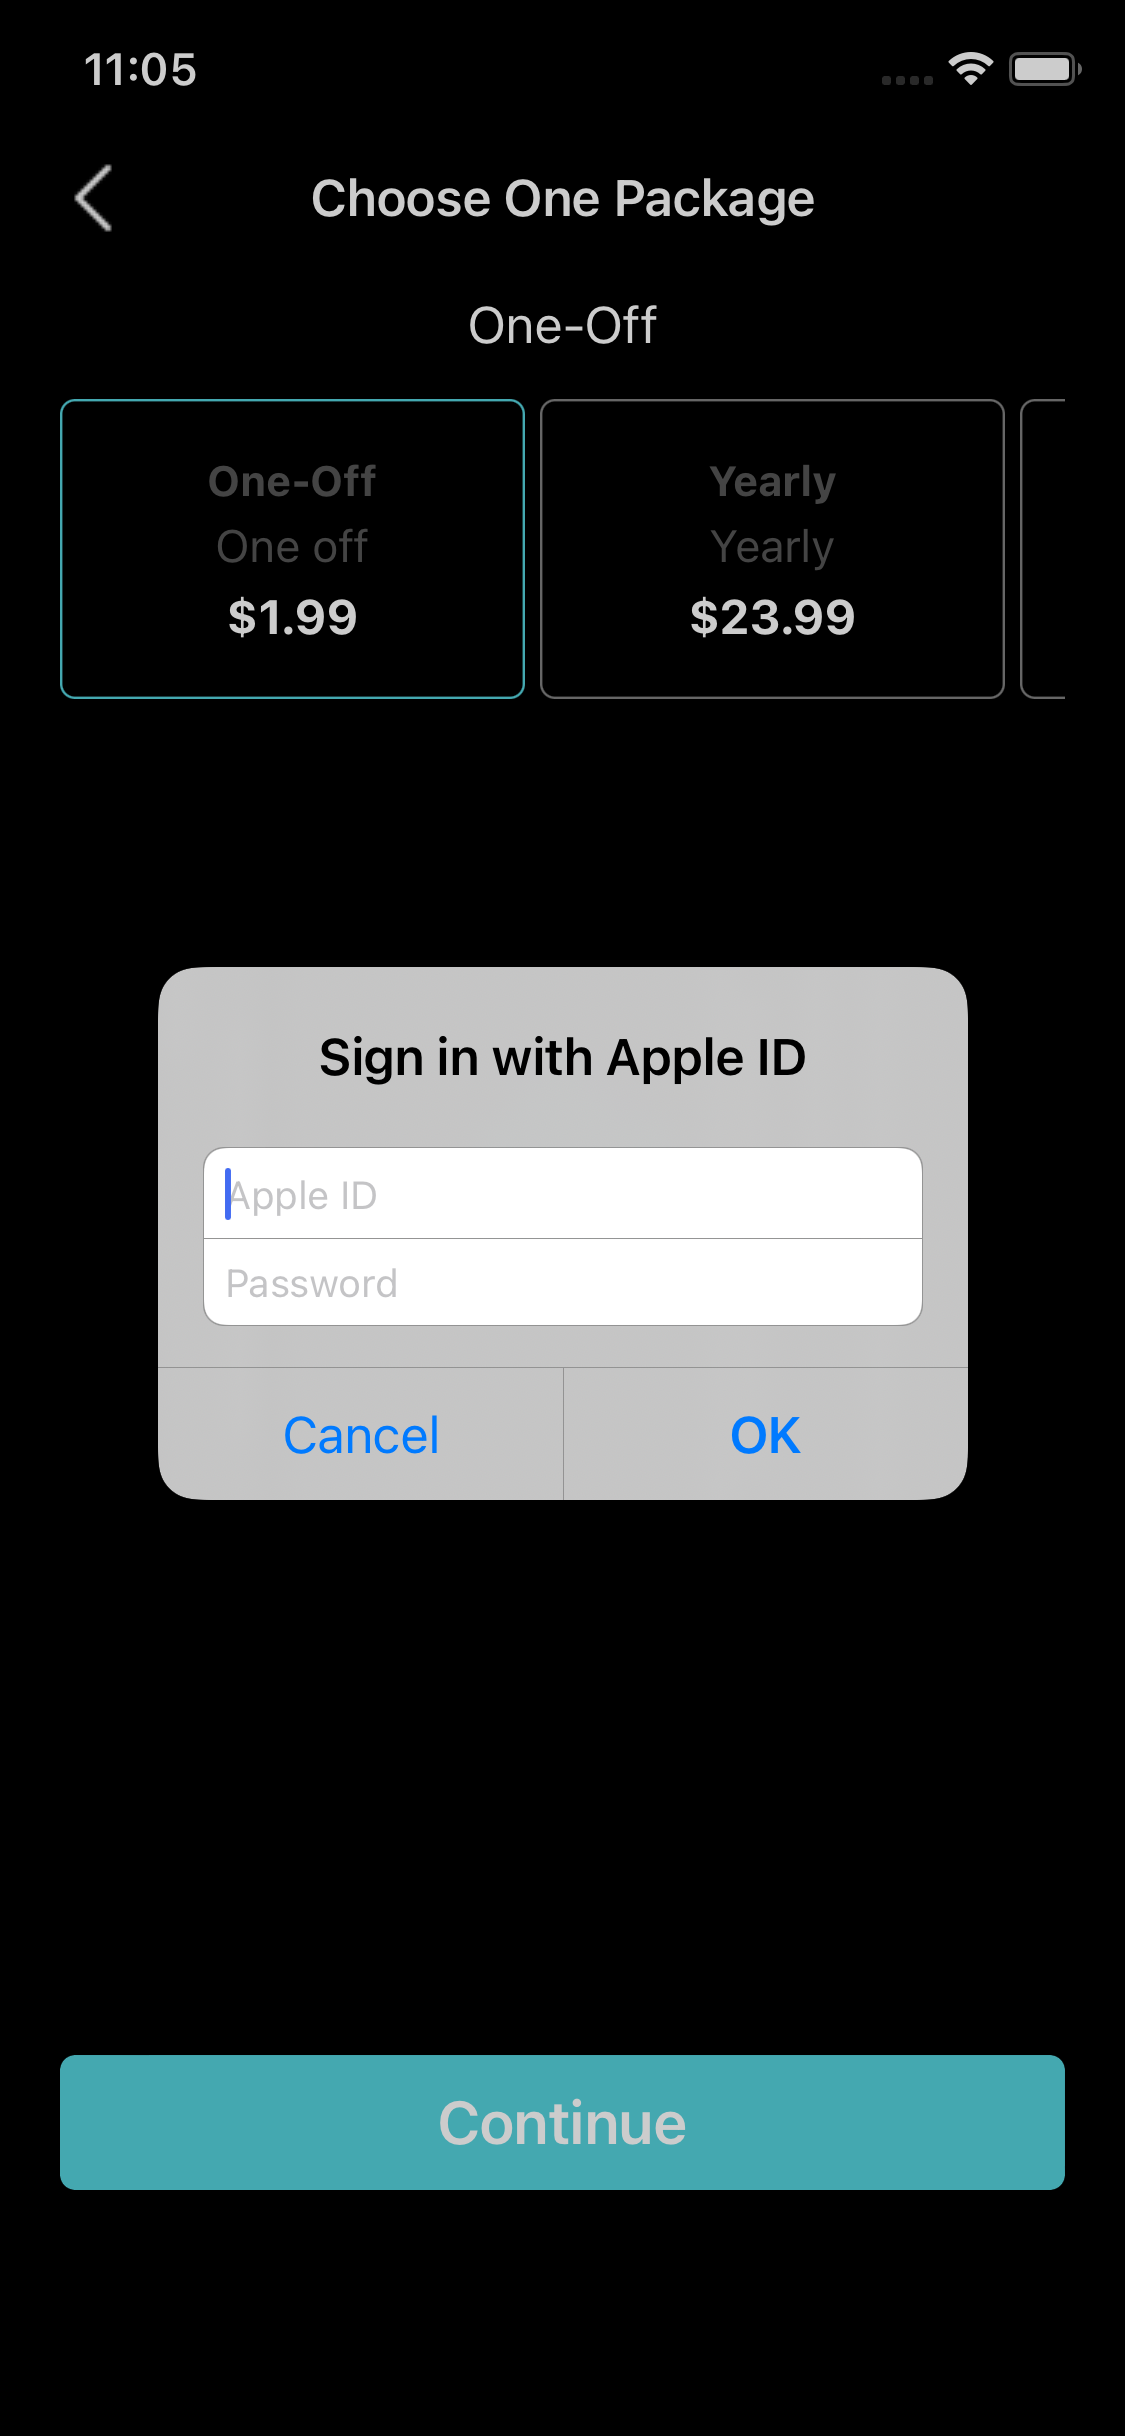 11:05
Choose One Package
One-Off
One-Off
One off
$1.99
Yearly
Yearly
$23.99
Sign in with Apple ID
Apple ID
Password
Cancel
OK
Continue